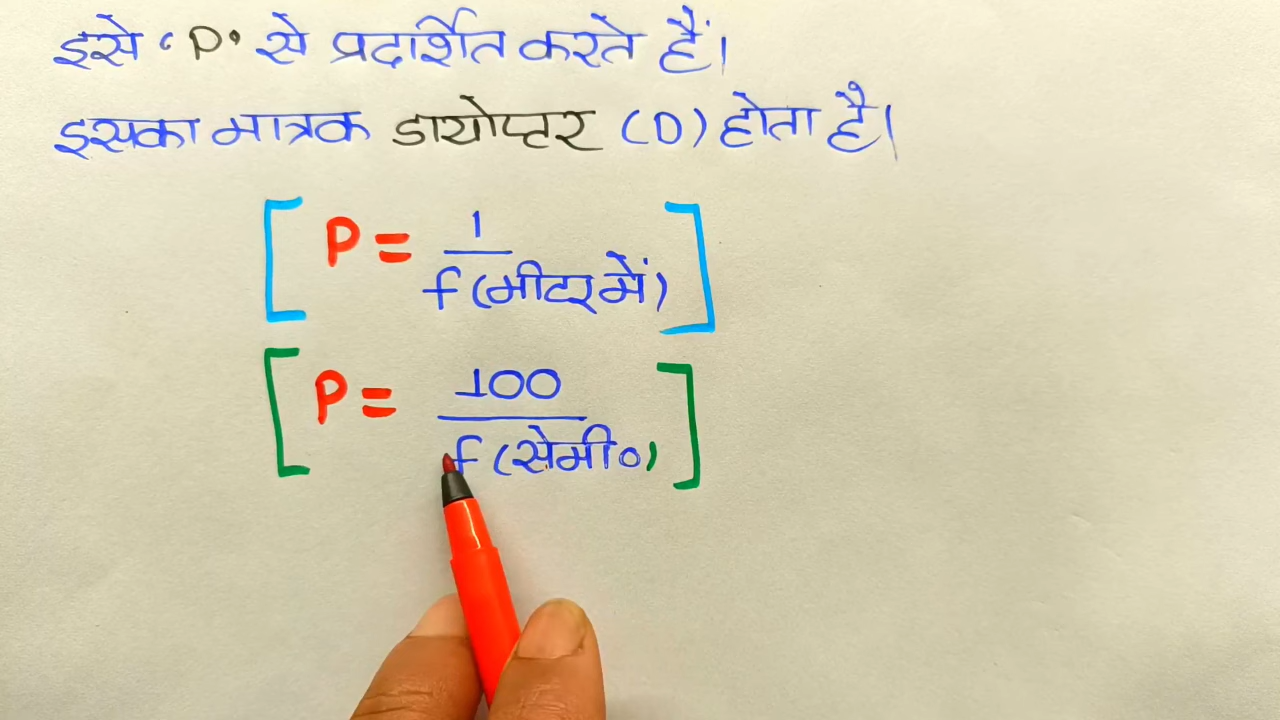 इसे 'P' से प्रदर्शित करते हैं।
इसका मात्रक डायोप्टर (D) होता है।
[P = 1/f(मीटर में)]
[P = 100/f(सेमी०)]